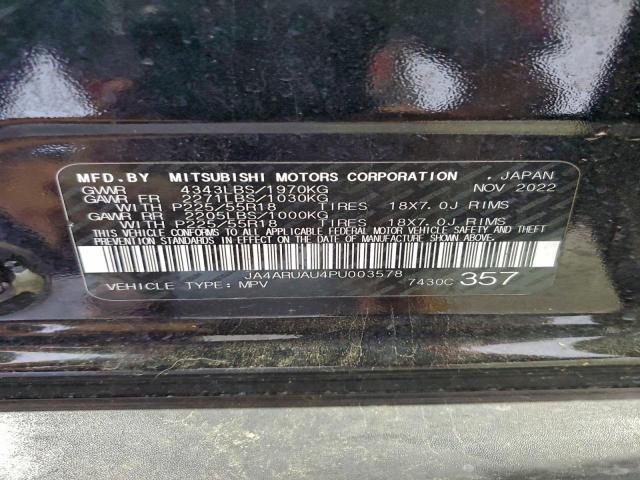 MFD.BY MITSUBISHI MOTORS CORPORATION , JAPAN
GVWR 4343LBS/1970KG NOV 2022
GAWR FR 2271LBS/1030KG
WITH P225/55R18 TIRES 18X7.0J RIMS
GAWR RR 2205LBS/1000KG
WITH P225/55R18 TIRES 18X7.0J RIMS
THIS VEHICLE CONFORMS TO ALL APPLICABLE FEDERAL MOTOR VEHICLE SAFETY AND THEFT
PREVENTION STANDARDS IN EFFECT ON THE DATE OF MANUFACTURE SHOWN ABOVE.
JA4ARUAU4PU003578
VEHICLE TYPE: MPV 7430C 357